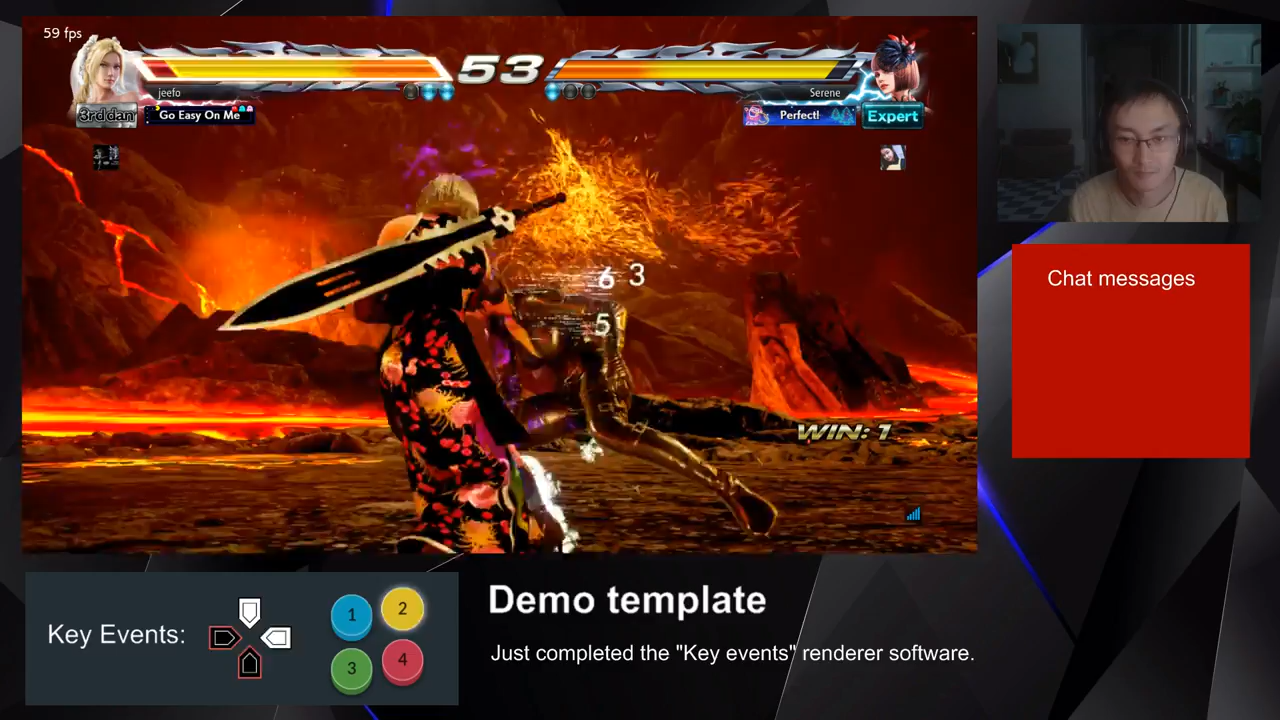 59 fps
53
jeefo
Serene
3rd dan
Go Easy On Me
Perfect!
Expert
6 3
5
WIN: 1
Chat messages
Key Events:
1
2
3
4
Demo template
Just completed the "Key events" renderer software.